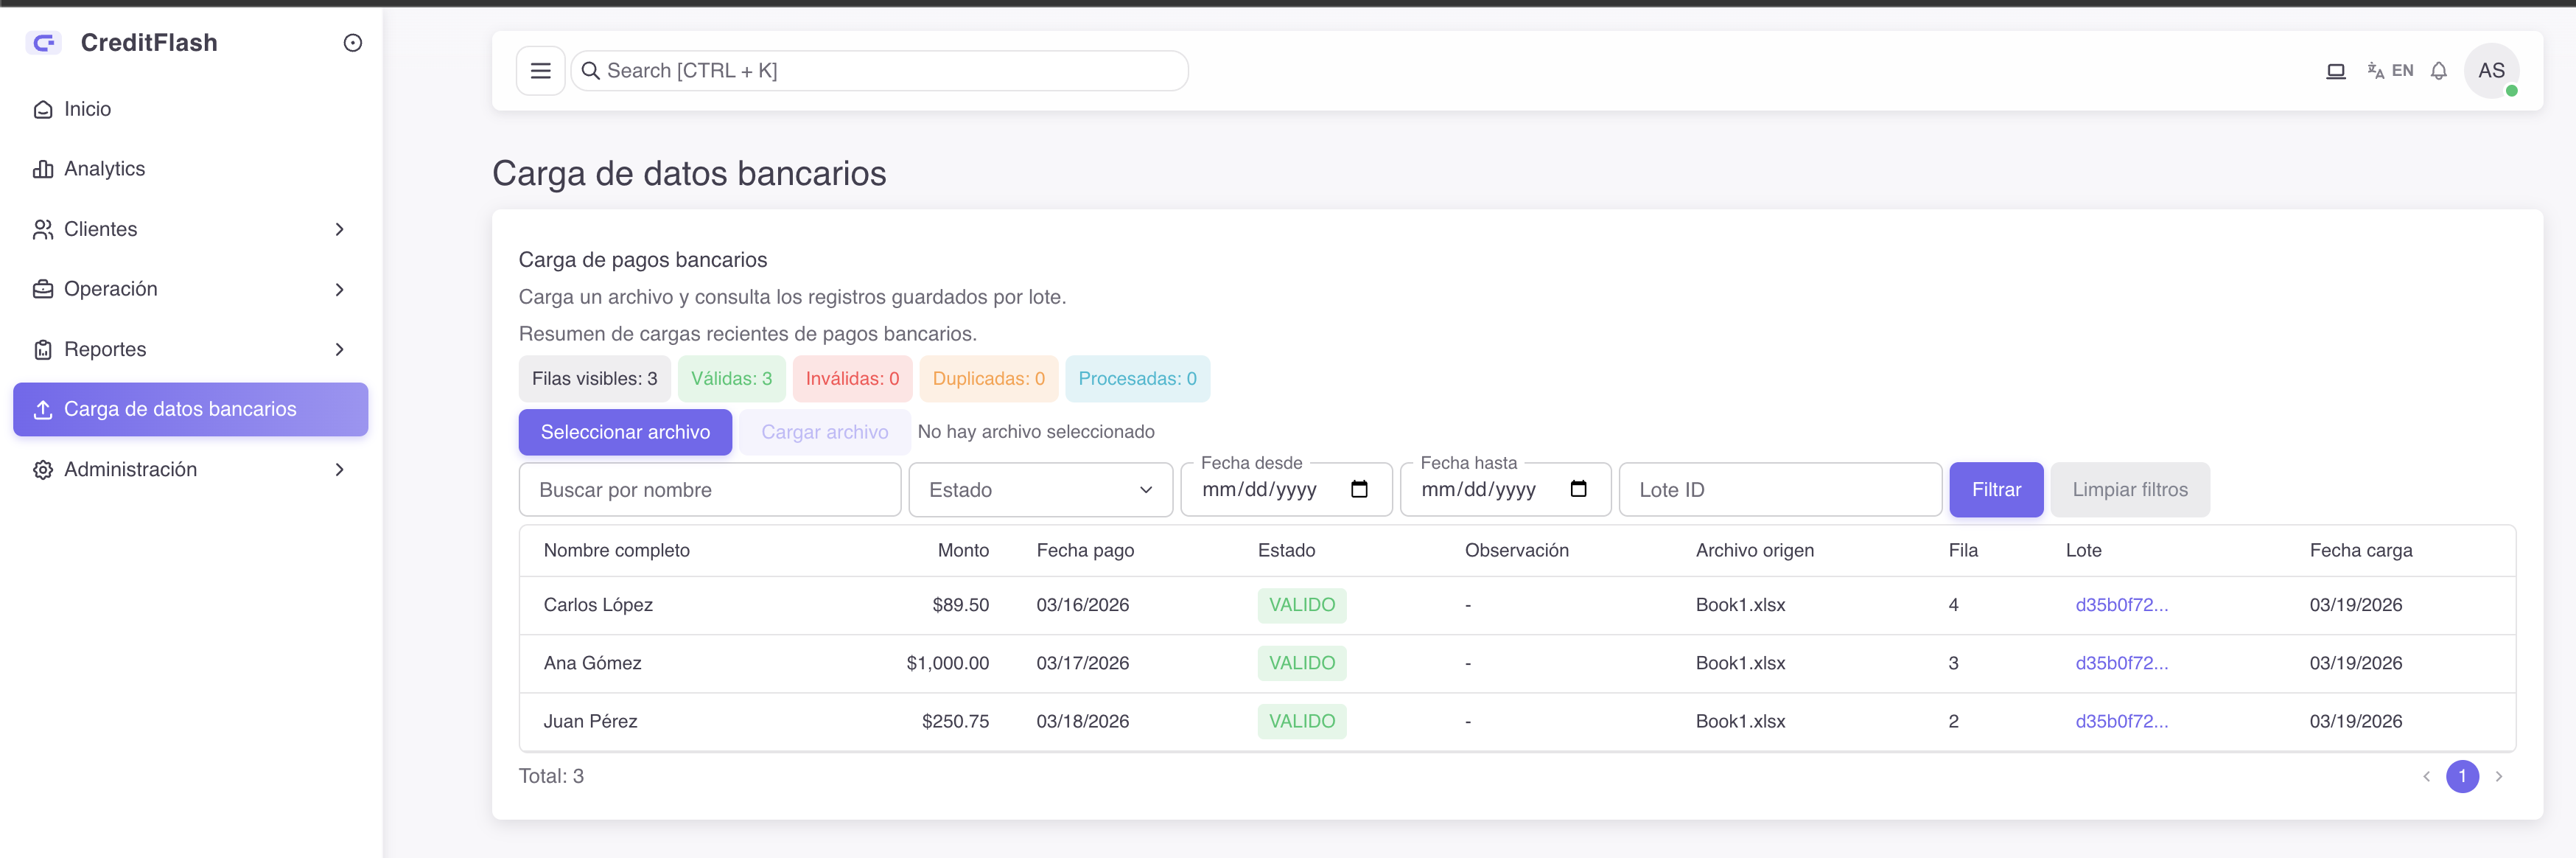 CreditFlash
Inicio
Analytics
Clientes
Operación
Reportes
Carga de datos bancarios
Administración
Search [CTRL + K]
EN
AS
Carga de datos bancarios
Carga de pagos bancarios
Carga un archivo y consulta los registros guardados por lote.
Resumen de cargas recientes de pagos bancarios.
Filas visibles: 3 Válidas: 3 Inválidas: 0 Duplicadas: 0 Procesadas: 0
Seleccionar archivo Cargar archivo No hay archivo seleccionado
Fecha desde Fecha hasta
Buscar por nombre Estado mm/dd/yyyy mm/dd/yyyy Lote ID Filtrar Limpiar filtros
Nombre completo Monto Fecha pago Estado Observación Archivo origen Fila Lote Fecha carga
Carlos López $89.50 03/16/2026 VALIDO - Book1.xlsx 4 d35b0f72... 03/19/2026
Ana Gómez $1,000.00 03/17/2026 VALIDO - Book1.xlsx 3 d35b0f72... 03/19/2026
Juan Pérez $250.75 03/18/2026 VALIDO - Book1.xlsx 2 d35b0f72... 03/19/2026
Total: 3 1